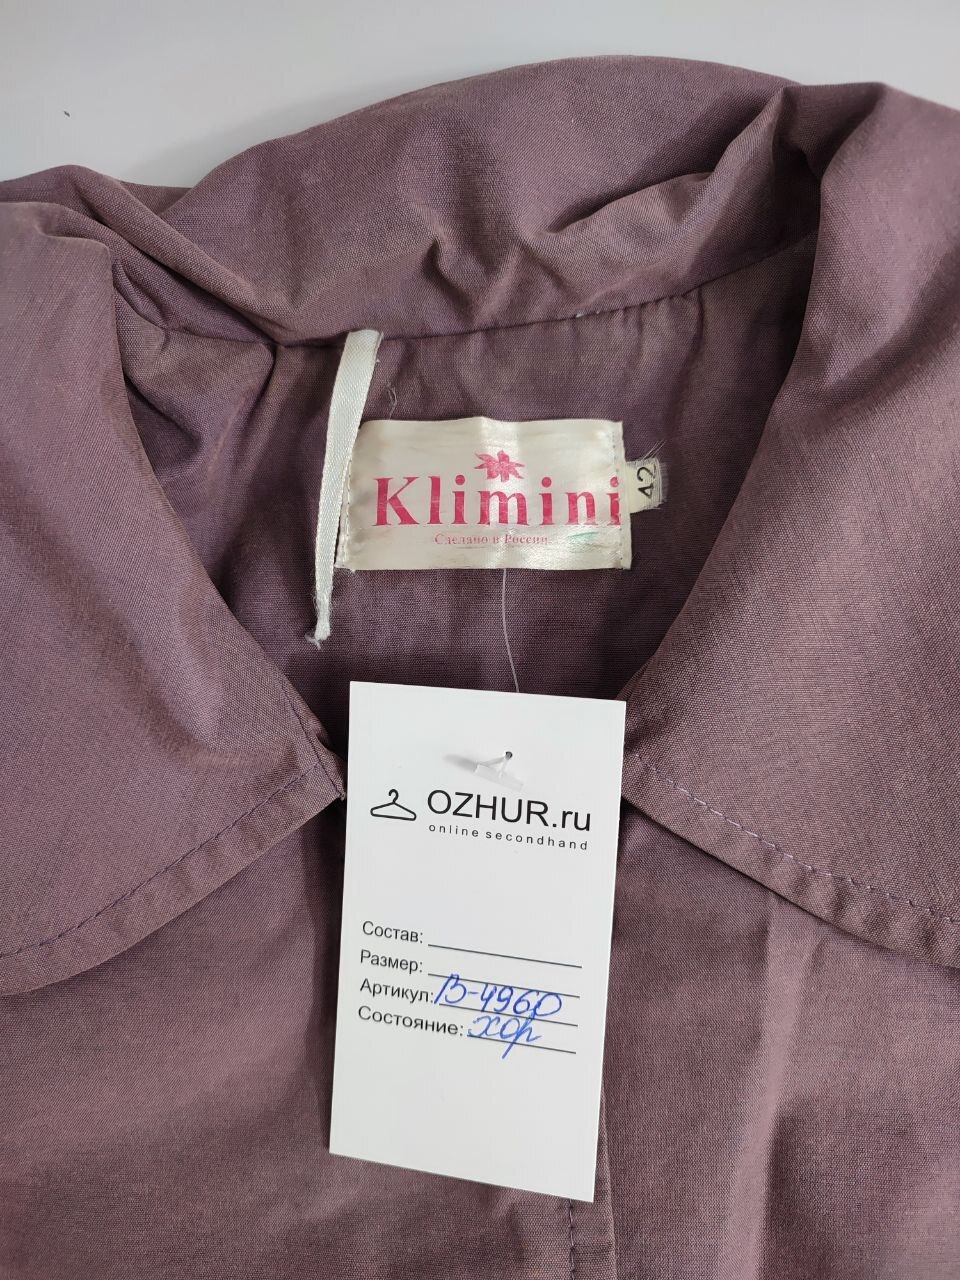 Klimini
Сделано в России
42
OZHUR.ru
online secondhand
Состав:
Размер:
Артикул: В-4960
Состояние: хор